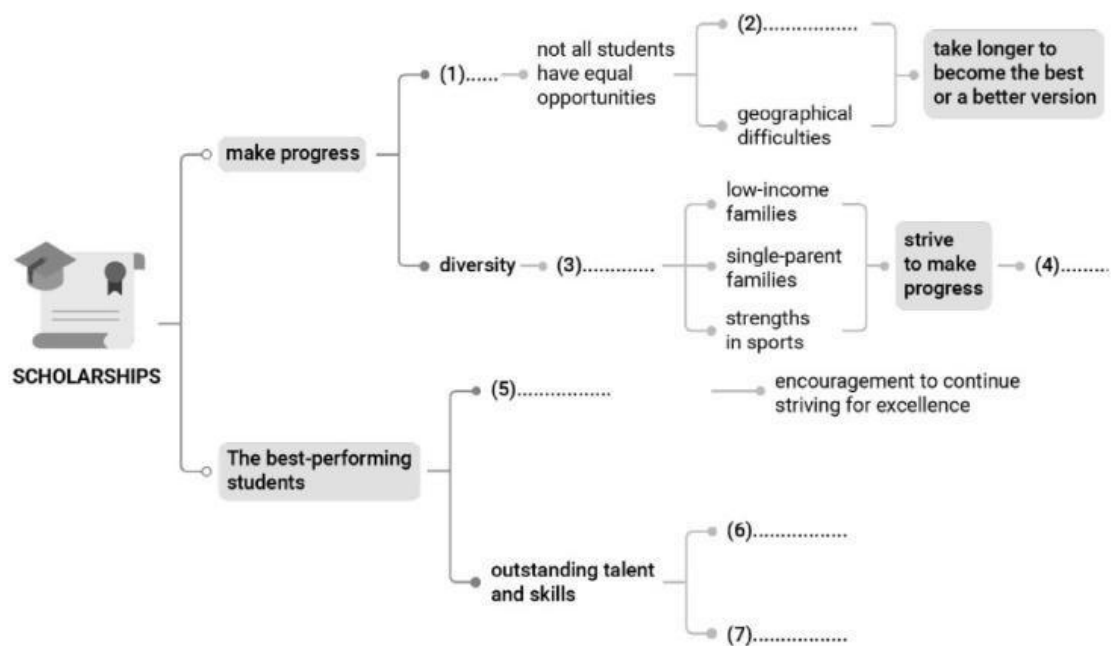 (2)..................
not all students
have equal
opportunities
(1)......
take longer to
become the best
or a better version
geographical
difficulties
make progress
low-income
families
diversity
(3).............
single-parent
families
strive
to make
progress
(4).........
strengths
in sports
SCHOLARSHIPS
(5).................
encouragement to continue
striving for excellence
The best-performing
students
(6).................
outstanding talent
and skills
(7).................